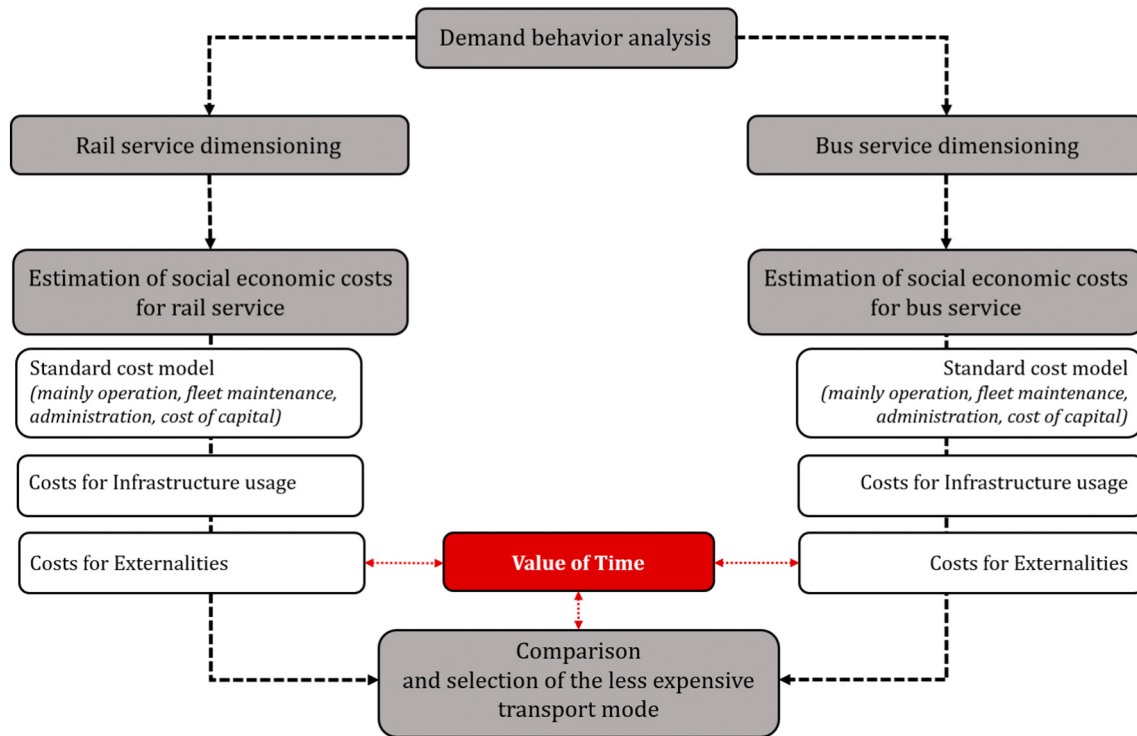 Demand behavior analysis
Rail service dimensioning
Bus service dimensioning
Estimation of social economic costs
for rail service
Estimation of social economic costs
for bus service
Standard cost model
(mainly operation, fleet maintenance,
administration, cost of capital)
Standard cost model
(mainly operation, fleet maintenance,
administration, cost of capital)
Costs for Infrastructure usage
Costs for Infrastructure usage
Costs for Externalities
Value of Time
Costs for Externalities
Comparison
and selection of the less expensive
transport mode